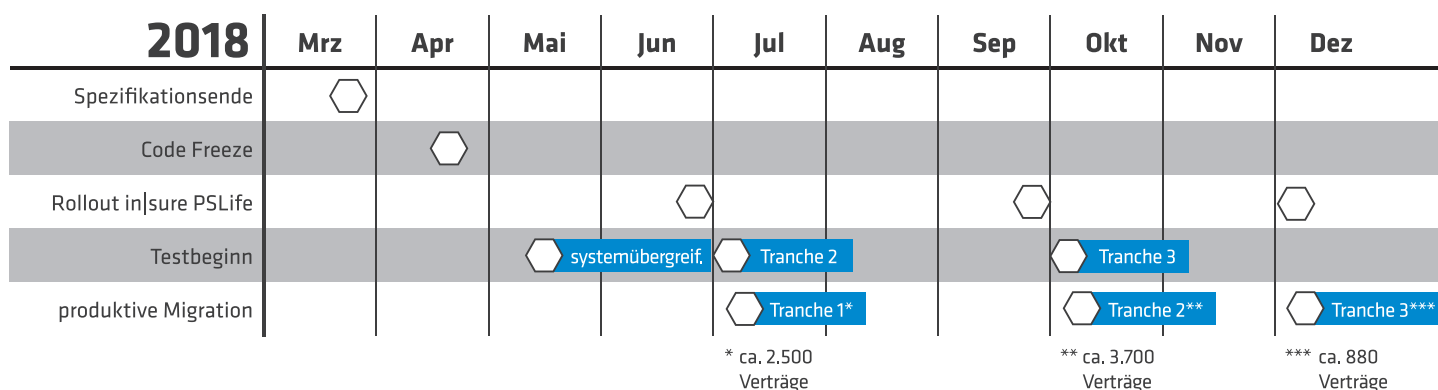 2018 Mrz Apr Mai Jun Jul Aug Sep Okt Nov Dez
Spezifikationsende
Code Freeze
Rollout in|sure PSLife
Testbeginn systemübergreif. Tranche 2 Tranche 3
produktive Migration Tranche 1* Tranche 2** Tranche 3***
* ca. 2.500 ** ca. 3.700 *** ca. 880
Verträge Verträge Verträge